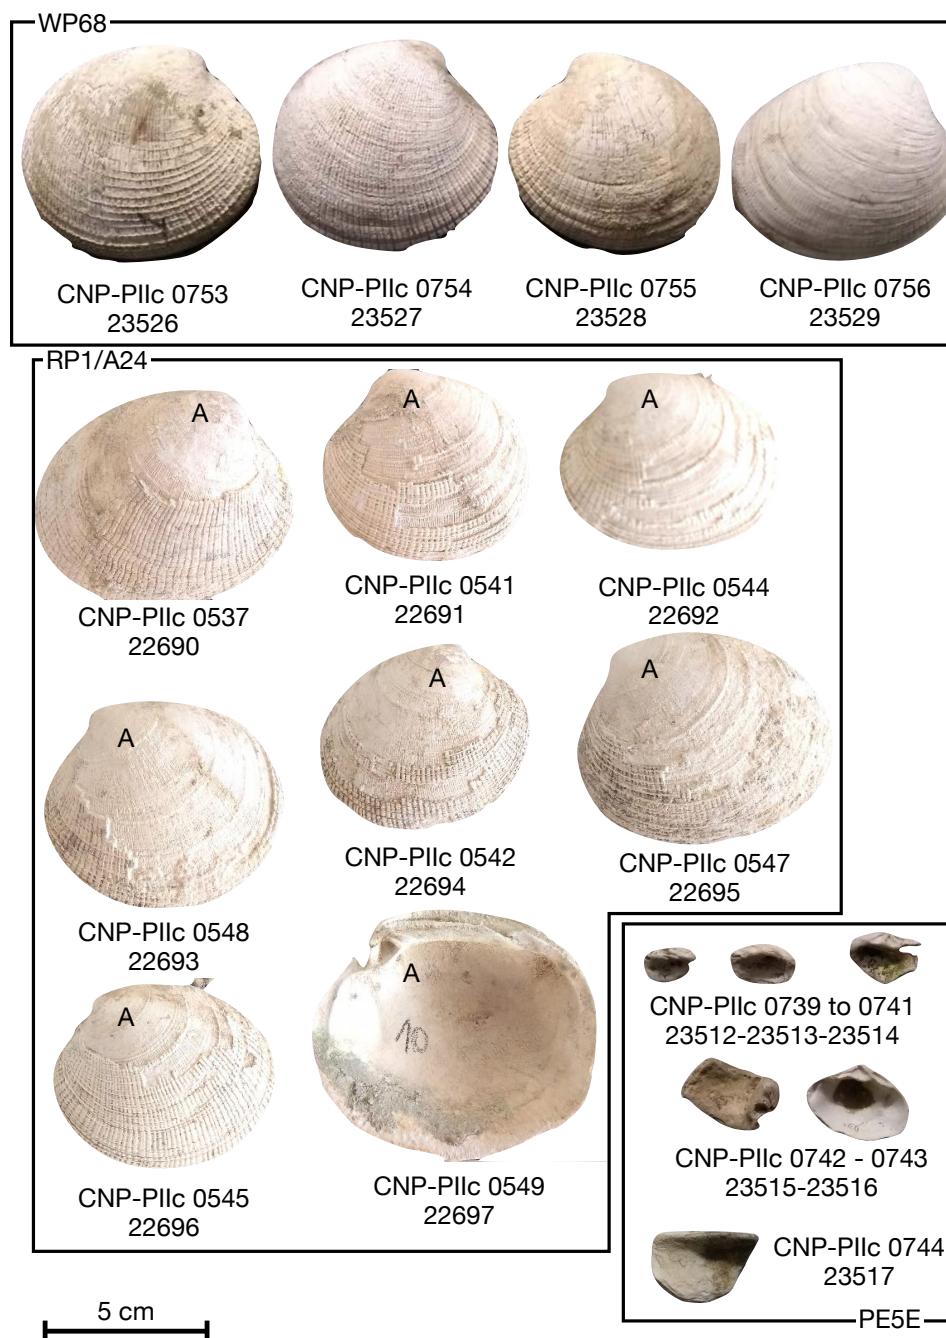 WP68
CNP-PIIc 0753
23526
CNP-PIIc 0754
23527
CNP-PIIc 0755
23528
CNP-PIIc 0756
23529
RP1/A24
A
A
A
CNP-PIIc 0537
22690
CNP-PIIc 0541
22691
CNP-PIIc 0544
22692
A
A
A
CNP-PIIc 0548
22693
CNP-PIIc 0542
22694
CNP-PIIc 0547
22695
A
A
10
CNP-PIIc 0545
22696
CNP-PIIc 0549
22697
CNP-PIIc 0739 to 0741
23512-23513-23514
CNP-PIIc 0742 - 0743
23515-23516
CNP-PIIc 0744
23517
PE5E
5 cm